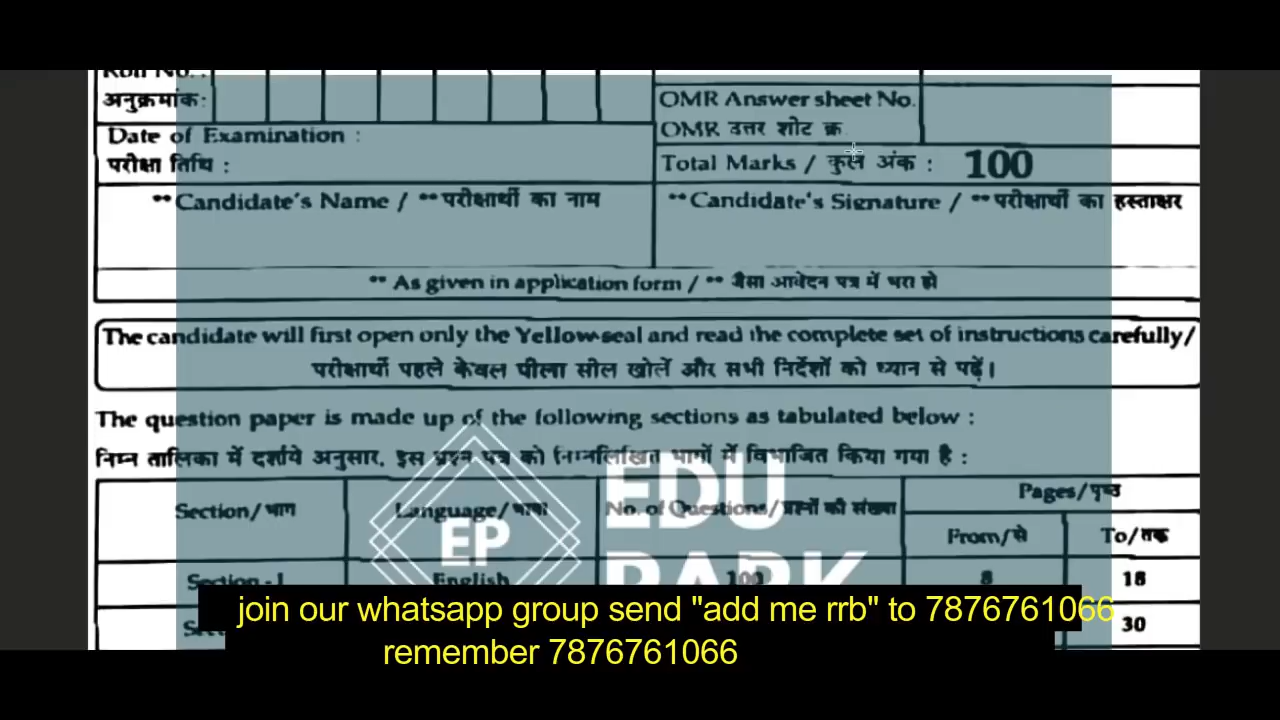 Roll No. :
अनुक्रमांक:
OMR Answer sheet No.
OMR उत्तर शीट क्र
Date of Examination :
परीक्षा तिथि :
Total Marks / कुल अंक : 100
**Candidate's Name / **परीक्षार्थी का नाम
**Candidate's Signature / **परीक्षार्थी का हस्ताक्षर
** As given in application form / ** जैसा आवेदन पत्र में भरा हो
The candidate will first open only the Yellow seal and read the complete set of instructions carefully/
परीक्षार्थी पहले केवल पीला सील खोलें और सभी निर्देशों को ध्यान से पढ़ें।
The question paper is made up of the following sections as tabulated below :
निम्न तालिका में दर्शाये अनुसार, इस प्रश्न पत्र को निम्नलिखित भागों में विभाजित किया गया है :
Section/भाग
Language/भाषा
No. of Questions/प्रश्नों की संख्या
Pages/पृष्ठ
From/से
To/तक
Section - I
English
100
8
18
30
EP
EDU
PARK
join our whatsapp group send "add me rrb" to 7876761066
remember 7876761066